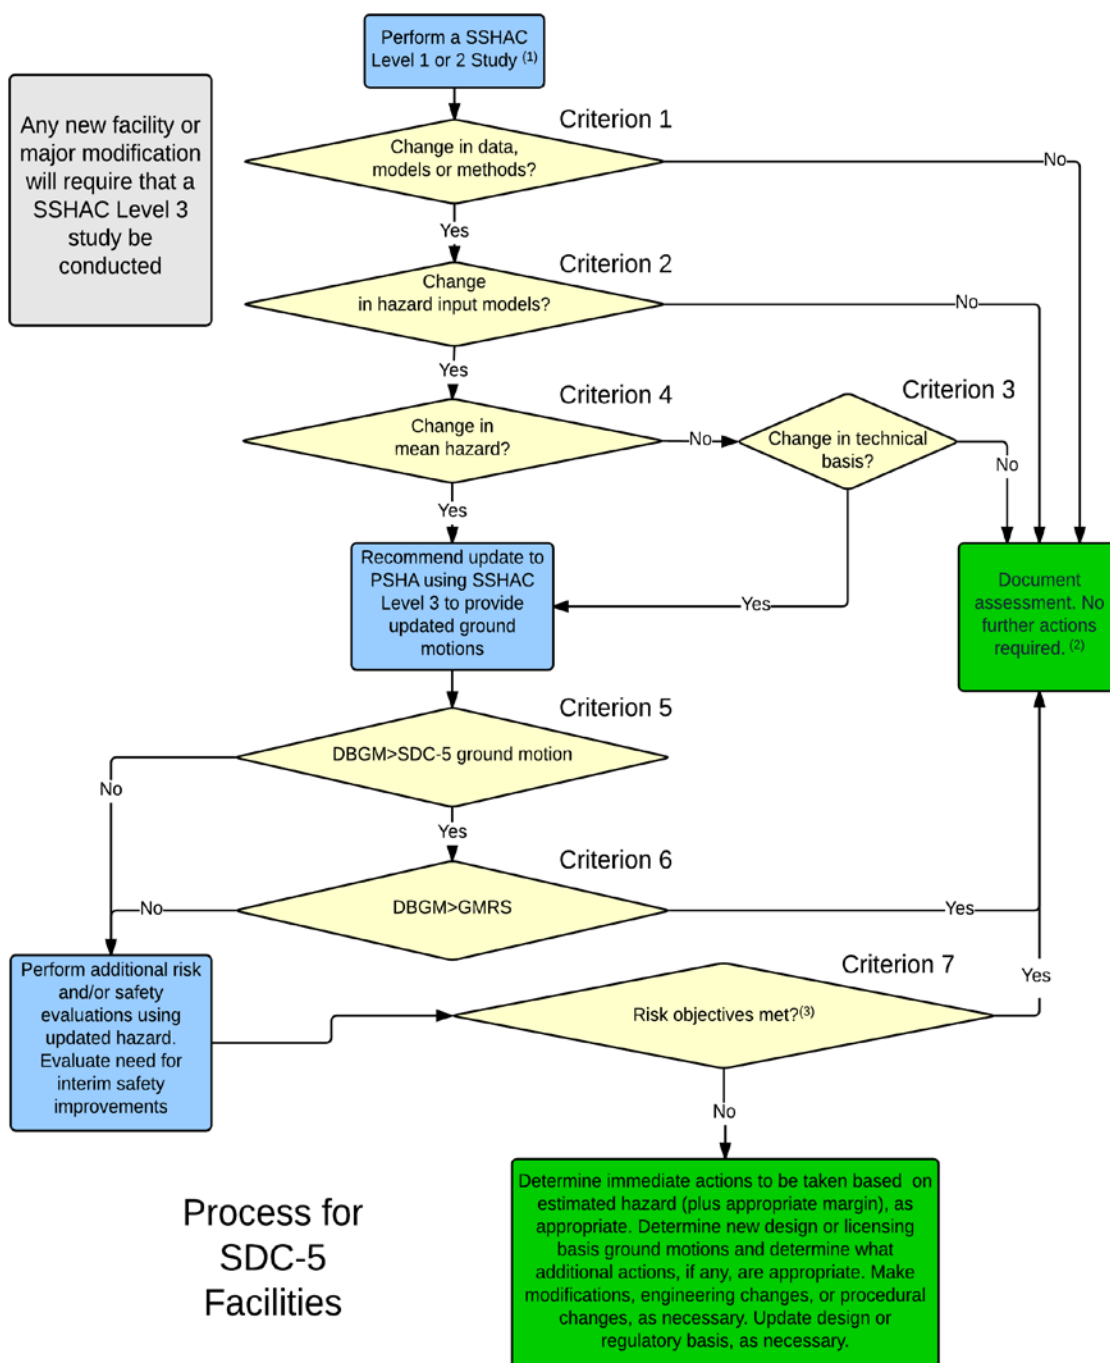 Perform a SSHAC
Level 1 or 2 Study (1)
Any new facility or
major modification
will require that a
SSHAC Level 3
study be
conducted
Criterion 1
Change in data,
models or methods?
No
Yes
Criterion 2
Change
in hazard input models?
No
Yes
Criterion 4
Change in
mean hazard?
No
Criterion 3
Change in technical
basis?
No
Yes
Yes
Recommend update to
PSHA using SSHAC
Level 3 to provide
updated ground
motions
Document
assessment. No
further actions
required. (2)
Criterion 5
DBGM>SDC-5 ground motion
No
Yes
Criterion 6
DBGM>GMRS
No
Yes
Perform additional risk
and/or safety
evaluations using
updated hazard.
Evaluate need for
interim safety
improvements
Criterion 7
Risk objectives met?(3)
Yes
No
Determine immediate actions to be taken based on
estimated hazard (plus appropriate margin), as
appropriate. Determine new design or licensing
basis ground motions and determine what
additional actions, if any, are appropriate. Make
modifications, engineering changes, or procedural
changes, as necessary. Update design or
regulatory basis, as necessary.
Process for
SDC-5
Facilities